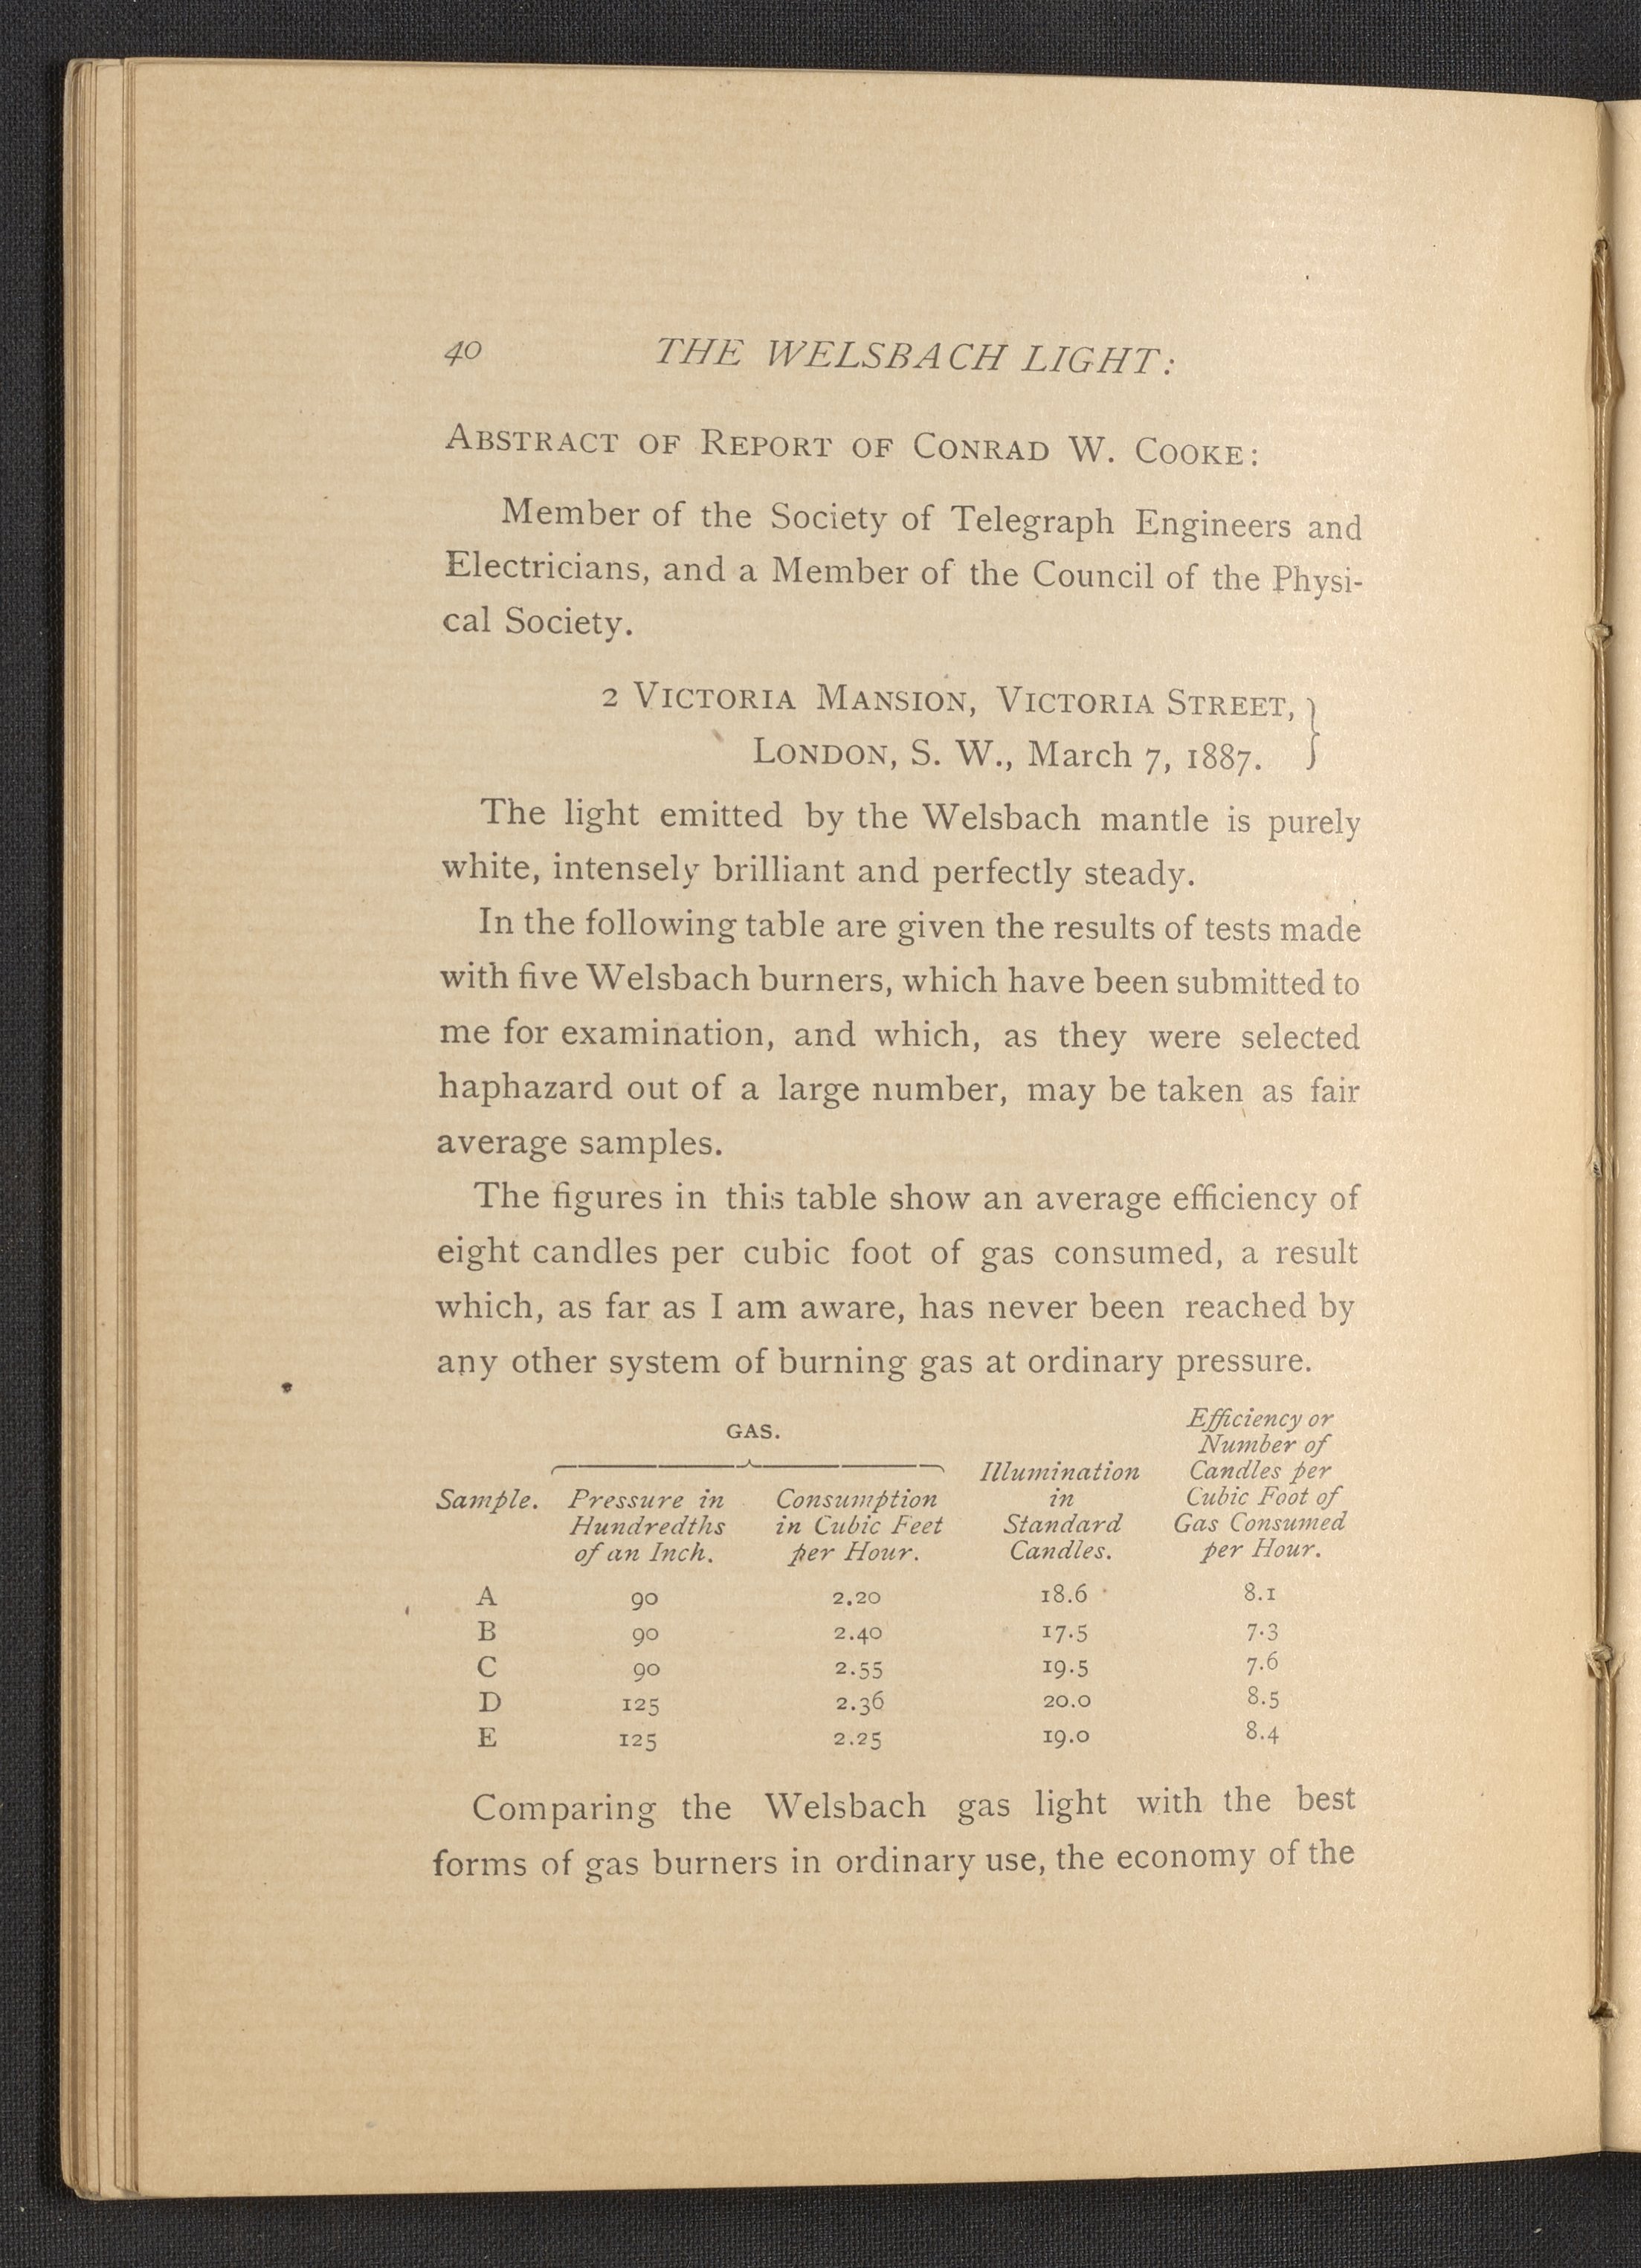 40 THE WELSBACH LIGHT:
ABSTRACT OF REPORT OF CONRAD W. COOKE:
Member of the Society of Telegraph Engineers and
Electricians, and a Member of the Council of the Physi-
cal Society.
2 VICTORIA MANSION, VICTORIA STREET,
LONDON, S. W., March 7, 1887.
The light emitted by the Welsbach mantle is purely
white, intensely brilliant and perfectly steady.
In the following table are given the results of tests made
with five Welsbach burners, which have been submitted to
me for examination, and which, as they were selected
haphazard out of a large number, may be taken as fair
average samples.
The figures in this table show an average efficiency of
eight candles per cubic foot of gas consumed, a result
which, as far as I am aware, has never been reached by
any other system of burning gas at ordinary pressure.
GAS.
Sample.
Pressure in
Hundredths
of an Inch.
Consumption
in Cubic Feet
per Hour.
Illumination
in
Standard
Candles.
Efficiency or
Number of
Candles per
Cubic Foot of
Gas Consumed
per Hour.
A 90 2.20 18.6 8.1
B 90 2.40 17.5 7.3
C 90 2.55 19.5 7.6
D 125 2.36 20.0 8.5
E 125 2.25 19.0 8.4
Comparing the Welsbach gas light with the best
forms of gas burners in ordinary use, the economy of the